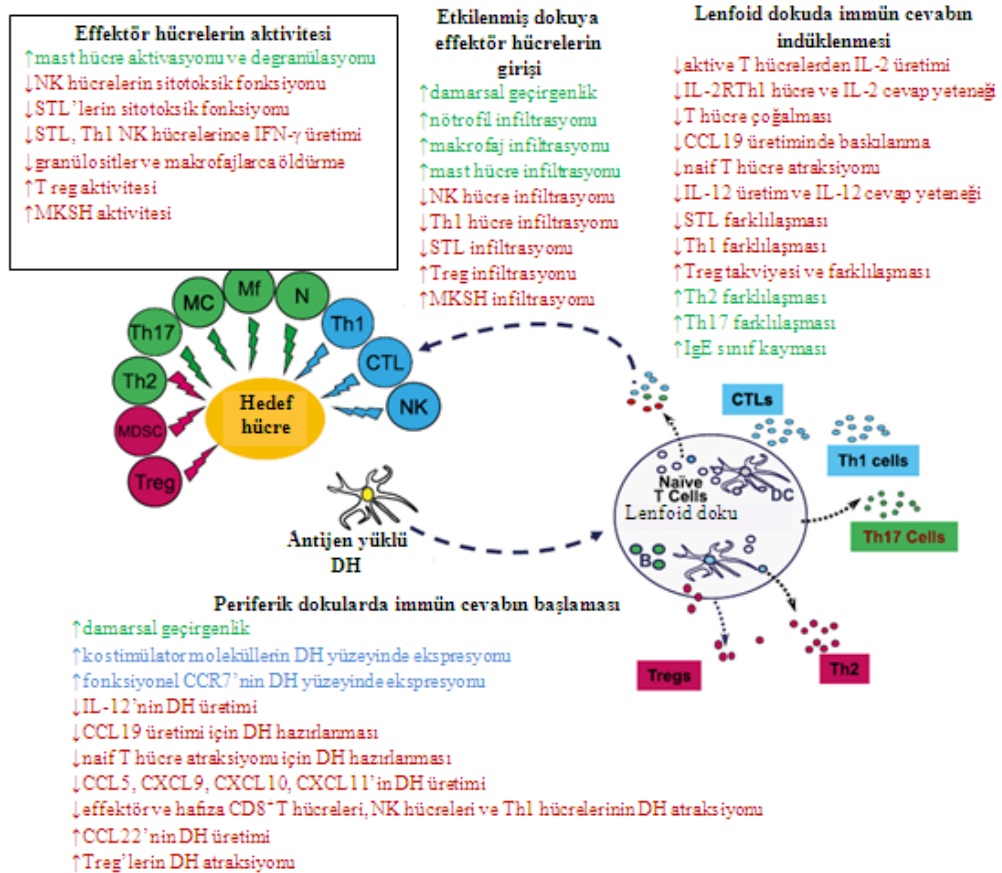 Effektör hücrelerin aktivitesi
↑mast hücre aktivasyonu ve degranülasyonu
↓NK hücrelerin sitotoksik fonksiyonu
↓STL'lerin sitotoksik fonksiyonu
↓STL, Th1 NK hücrelerince IFN-γ üretimi
↓granülositler ve makrofajlarca öldürme
↑T reg aktivitesi
↑MKSH aktivitesi
Etkilenmiş dokuya
effektör hücrelerin
girişi
↑damarsal geçirgenlik
↑nötrofil infiltrasyonu
↑makrofaj infiltrasyonu
↑mast hücre infiltrasyonu
↓NK hücre infiltrasyonu
↓Th1 hücre infiltrasyonu
↓STL infiltrasyonu
↑Treg infiltrasyonu
↑MKSH infiltrasyonu
Lenfoid dokuda immün cevabın
indüklenmesi
↓aktive T hücrelerden IL-2 üretimi
↓IL-2RTh1 hücre ve IL-2 cevap yeteneği
↓T hücre çoğalması
↓CCL19 üretiminde baskılanma
↓naif T hücre atraksiyonu
↓IL-12 üretim ve IL-12 cevap yeteneği
↓STL farklılaşması
↓Th1 farklılaşması
↑Treg takviyesi ve farklılaşması
↑Th2 farklılaşması
↑Th17 farklılaşması
↑IgE sınıf kayması
Treg
MDSC
Th2
Th17
MC
Mf
N
Th1
CTL
NK
Hedef
hücre
Antijen yüklü
DH
CTLs
Th1 cells
Naïve
T Cells
DC
Lenfoid doku
B
Th17 Cells
Tregs
Th2
Periferik dokularda immün cevabın başlaması
↑damarsal geçirgenlik
↑kostimülator moleküllerin DH yüzeyinde ekspresyonu
↑fonksiyonel CCR7'nin DH yüzeyinde ekspresyonu
↓IL-12'nin DH üretimi
↓CCL19 üretimi için DH hazırlanması
↓naif T hücre atraksiyonu için DH hazırlanması
↓CCL5, CXCL9, CXCL10, CXCL11'in DH üretimi
↓effektör ve hafıza CD8⁺T hücreleri, NK hücreleri ve Th1 hücrelerinin DH atraksiyonu
↑CCL22'nin DH üretimi
↑Treg'lerin DH atraksiyonu